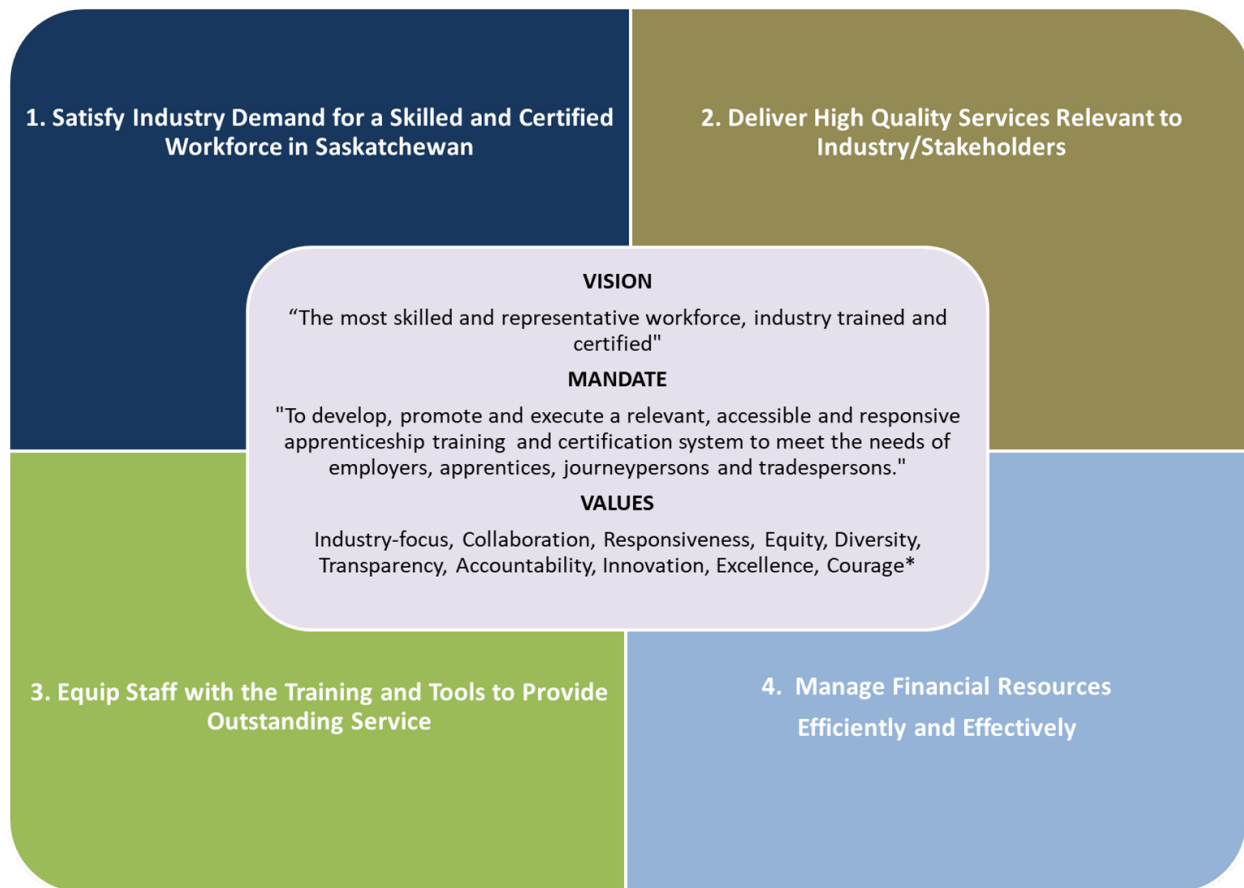 1. Satisfy Industry Demand for a Skilled and Certified
Workforce in Saskatchewan
2. Deliver High Quality Services Relevant to
Industry/Stakeholders
VISION
“The most skilled and representative workforce, industry trained and
certified"
MANDATE
"To develop, promote and execute a relevant, accessible and responsive
apprenticeship training and certification system to meet the needs of
employers, apprentices, journeypersons and tradespersons."
VALUES
Industry-focus, Collaboration, Responsiveness, Equity, Diversity,
Transparency, Accountability, Innovation, Excellence, Courage*
3. Equip Staff with the Training and Tools to Provide
Outstanding Service
4. Manage Financial Resources
Efficiently and Effectively